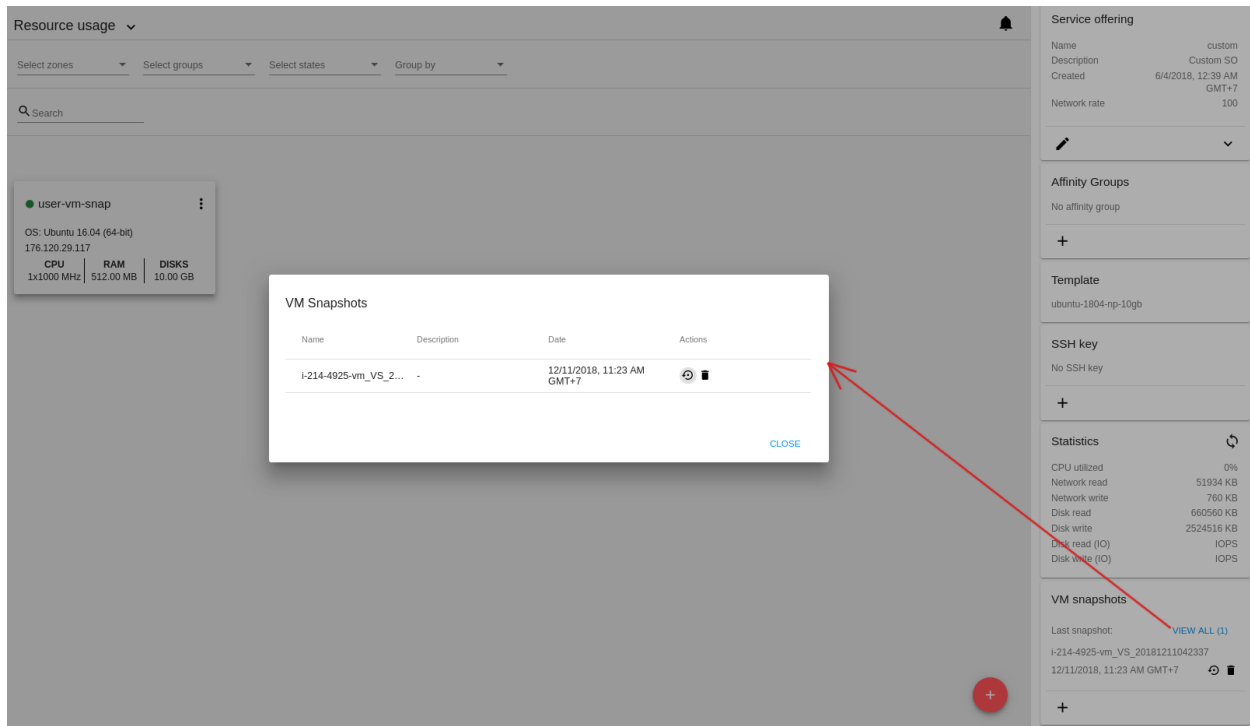 Resource usage
Select zones
Select groups
Select states
Group by
Search
user-vm-snap
OS: Ubuntu 16.04 (64-bit)
176.120.29.117
CPU RAM DISKS
1x1000 MHz 512.00 MB 10.00 GB
VM Snapshots
Name Description Date Actions
i-214-4925-vm_VS_2... - 12/11/2018, 11:23 AM
GMT+7
CLOSE
Service offering
Name custom
Description Custom SO
Created 6/4/2018, 12:39 AM
GMT+7
Network rate 100
Affinity Groups
No affinity group
Template
ubuntu-1804-np-10gb
SSH key
No SSH key
Statistics
CPU utilized 0%
Network read 51934 KB
Network write 760 KB
Disk read 660560 KB
Disk write 2524516 KB
Disk read (IO) IOPS
Disk write (IO) IOPS
VM snapshots
Last snapshot: VIEW ALL (1)
i-214-4925-vm_VS_20181211042337
12/11/2018, 11:23 AM GMT+7